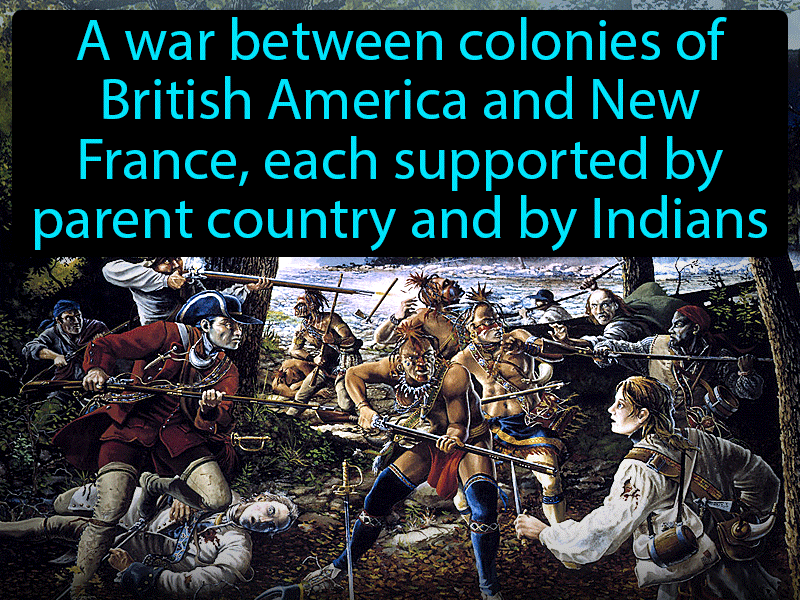 A war between colonies of
British America and New
France, each supported by
parent country and by Indians